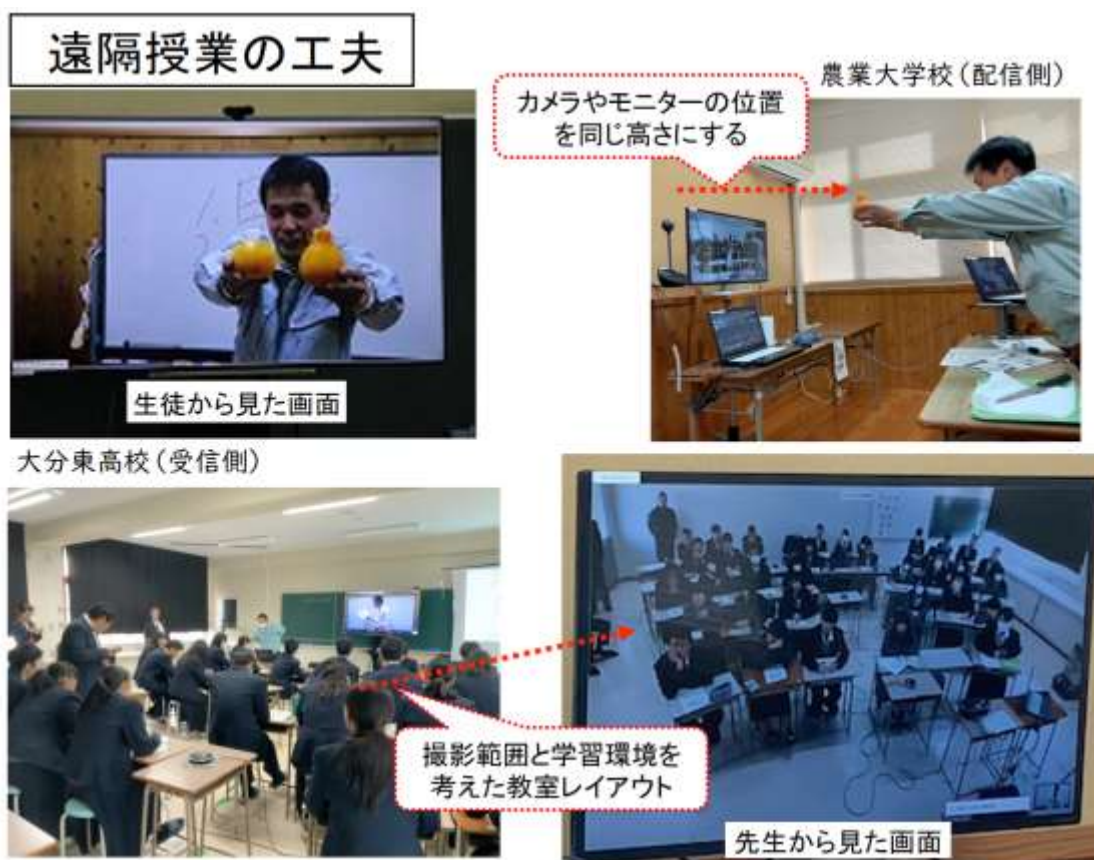 遠隔授業の工夫
農業大学校(配信側)
カメラやモニターの位置
を同じ高さにする
生徒から見た画面
大分東高校(受信側)
撮影範囲と学習環境を
考えた教室レイアウト
先生から見た画面